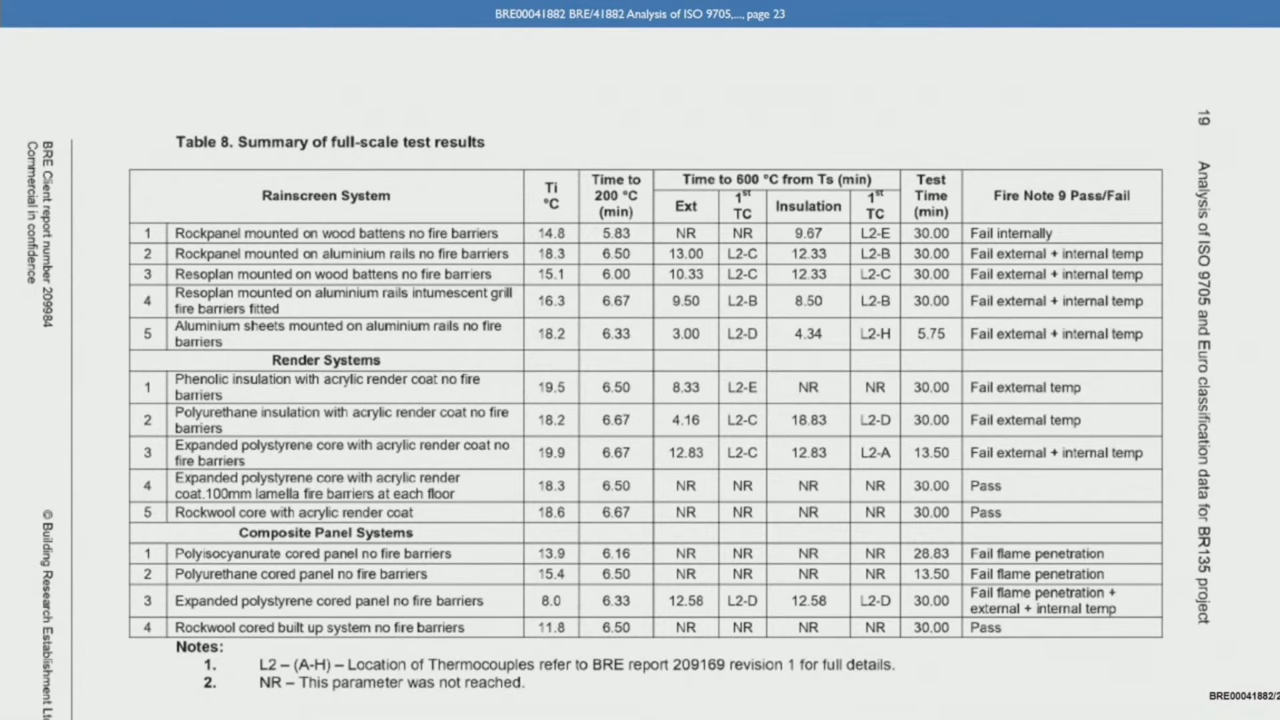 BRE00041882 BRE/41882 Analysis of ISO 9705,..., page 23
Table 8. Summary of full-scale test results
Rainscreen System | Ti °C | Time to 200 °C (min) | Time to 600 °C from Ts (min) | Test Time (min) | Fire Note 9 Pass/Fail
Ext | 1st TC | Insulation | 1st TC
1 Rockpanel mounted on wood battens no fire barriers 14.8 5.83 NR NR 9.67 L2-E 30.00 Fail internally
2 Rockpanel mounted on aluminium rails no fire barriers 18.3 6.50 13.00 L2-C 12.33 L2-B 30.00 Fail external + internal temp
3 Resoplan mounted on wood battens no fire barriers 15.1 6.00 10.33 L2-C 12.33 L2-C 30.00 Fail external + internal temp
4 Resoplan mounted on aluminium rails intumescent grill
fire barriers fitted 16.3 6.67 9.50 L2-B 8.50 L2-B 30.00 Fail external + internal temp
5 Aluminium sheets mounted on aluminium rails no fire
barriers 18.2 6.33 3.00 L2-D 4.34 L2-H 5.75 Fail external + internal temp
Render Systems
1 Phenolic insulation with acrylic render coat no fire
barriers 19.5 6.50 8.33 L2-E NR NR 30.00 Fail external temp
2 Polyurethane insulation with acrylic render coat no fire
barriers 18.2 6.67 4.16 L2-C 18.83 L2-D 30.00 Fail external temp
3 Expanded polystyrene core with acrylic render coat no
fire barriers 19.9 6.67 12.83 L2-C 12.83 L2-A 13.50 Fail external + internal temp
4 Expanded polystyrene core with acrylic render
coat.100mm lamella fire barriers at each floor 18.3 6.50 NR NR NR NR 30.00 Pass
5 Rockwool core with acrylic render coat 18.6 6.67 NR NR NR NR 30.00 Pass
Composite Panel Systems
1 Polyisocyanurate cored panel no fire barriers 13.9 6.16 NR NR NR NR 28.83 Fail flame penetration
2 Polyurethane cored panel no fire barriers 15.4 6.50 NR NR NR NR 13.50 Fail flame penetration
3 Expanded polystyrene cored panel no fire barriers 8.0 6.33 12.58 L2-D 12.58 L2-D 30.00 Fail flame penetration +
external + internal temp
4 Rockwool cored built up system no fire barriers 11.8 6.50 NR NR NR NR 30.00 Pass
Notes:
1. L2 – (A-H) – Location of Thermocouples refer to BRE report 209169 revision 1 for full details.
2. NR – This parameter was not reached.
19 Analysis of ISO 9705 and Euro classification data for BR135 project
BRE Client report number 209984
Commercial in confidence
© Building Research Establishment
BRE00041882/